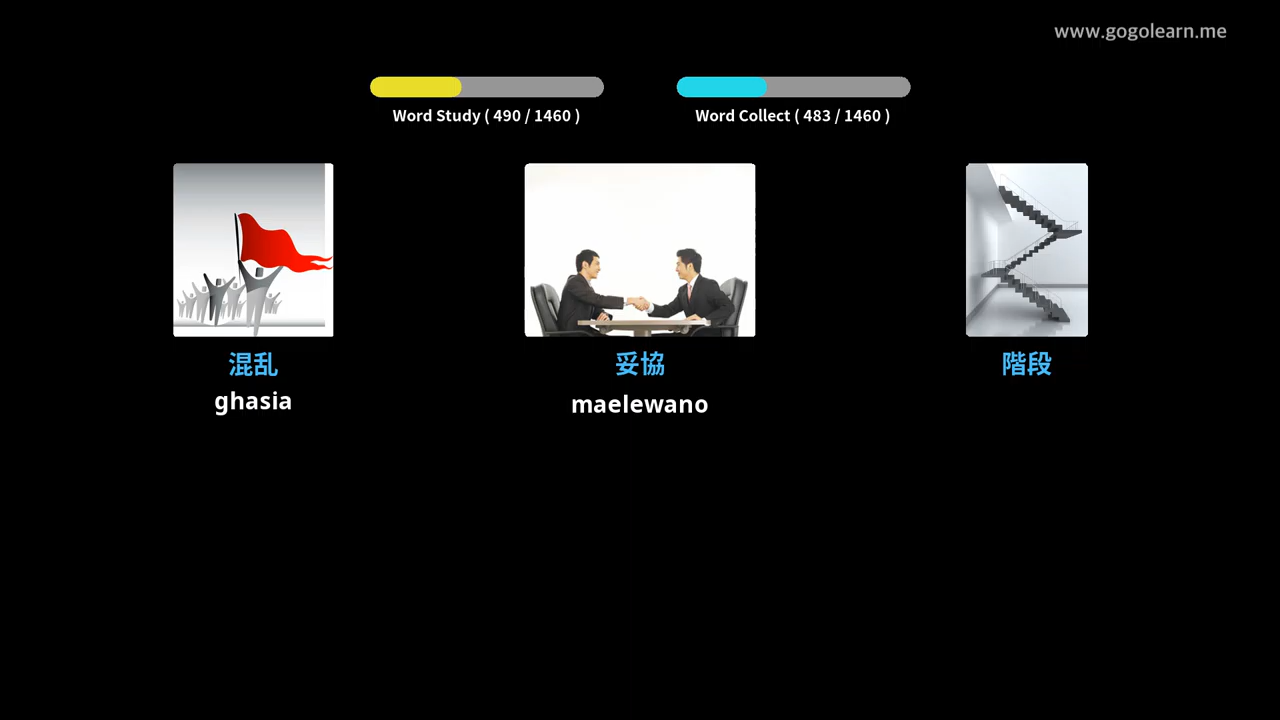 www.gogolearn.me
Word Study ( 490 / 1460 )
Word Collect ( 483 / 1460 )
混乱
妥協
階段
ghasia
maelewano